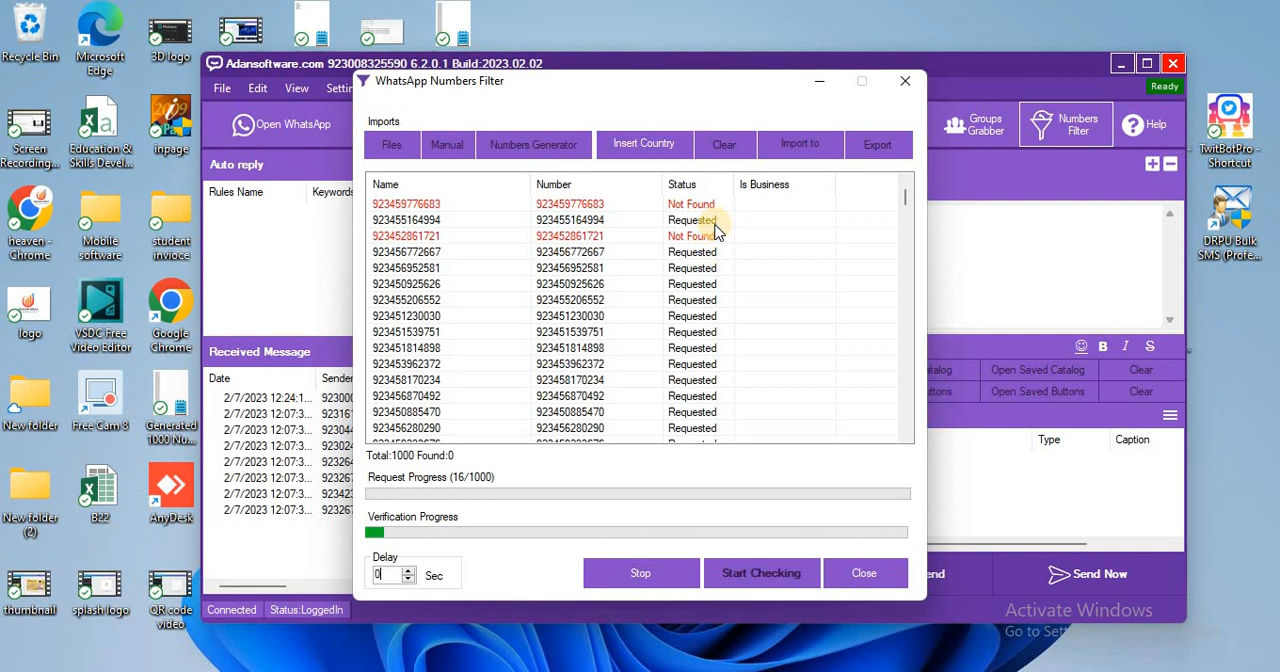 Recycle Bin
Microsoft Edge
3D logo
Adansoftware.com 923008325590 6.2.0.1 Build:2023.02.02
WhatsApp Numbers Filter
Ready
File Edit View
Open WhatsApp
Groups Grabber
Numbers Filter
Help
Imports
Files Manual Numbers Generator Insert Country Clear Import to Export
Auto reply
Rules Name
Name Number Status Is Business
923459776683 923459776683 Not Found
923455164994 923455164994 Requested
923452861721 923452861721 Not Found
923456772667 923456772667 Requested
923456952581 923456952581 Requested
923450925626 923450925626 Requested
923455206552 923455206552 Requested
923451230030 923451230030 Requested
923451539751 923451539751 Requested
923451814898 923451814898 Requested
923453962372 923453962372 Requested
923458170234 923458170234 Requested
923456870492 923456870492 Requested
923450885470 923450885470 Requested
923456280290 923456280290 Requested
Total:1000 Found:0
Request Progress (16/1000)
Verification Progress
Delay
0 Sec
Stop Start Checking Close
Received Message
Date
2/7/2023 12:24:1...
2/7/2023 12:07:3...
2/7/2023 12:07:3...
2/7/2023 12:07:3...
2/7/2023 12:07:3...
2/7/2023 12:07:3...
2/7/2023 12:07:3...
2/7/2023 12:07:3...
Connected Status:LoggedIn
B I S
Open Saved Catalog Clear
Open Saved Buttons Clear
Type Caption
Send Now
Activate Windows
Screen Recording...
Education & Skills Devel...
inpage
heaven - Chrome
Mobile software
student invioce
logo
VSDC Free Video Editor
Google Chrome
New folder
Free Cam 8
Generated 1000 Nu...
New folder (2)
B22
AnyDesk
thumbnail
splash logo
QR code video
TwitBotPro - Shortcut
DRPU Bulk SMS (Profe...